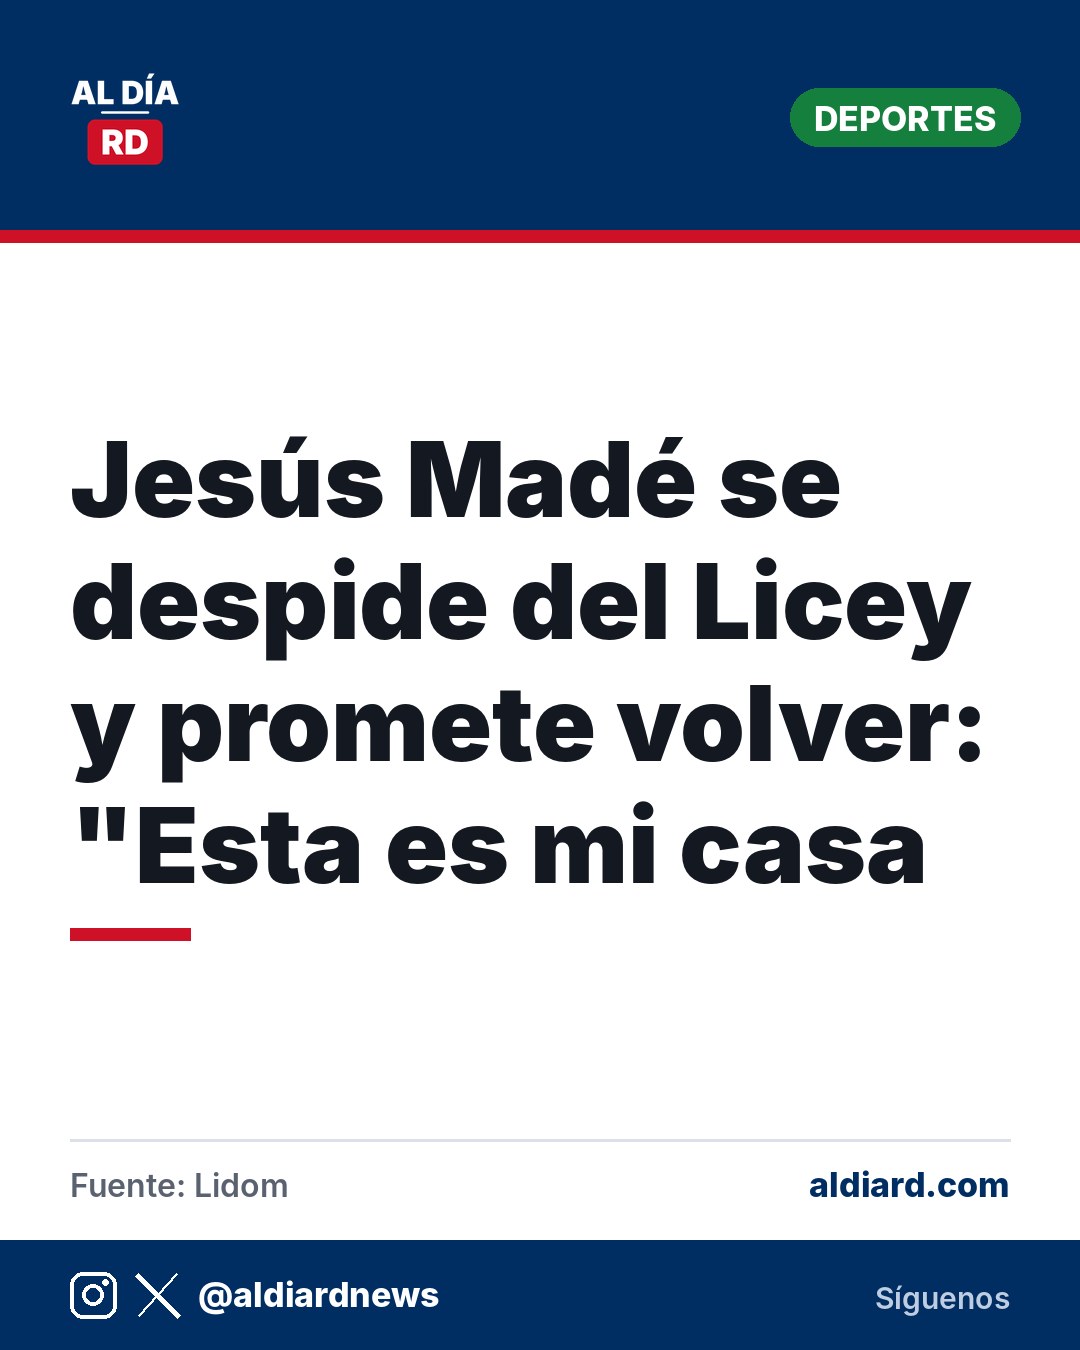 AL DÍA
RD
DEPORTES
Jesús Madé se
despide del Licey
y promete volver:
"Esta es mi casa
Fuente: Lidom
aldiard.com
@aldiardnews
Síguenos